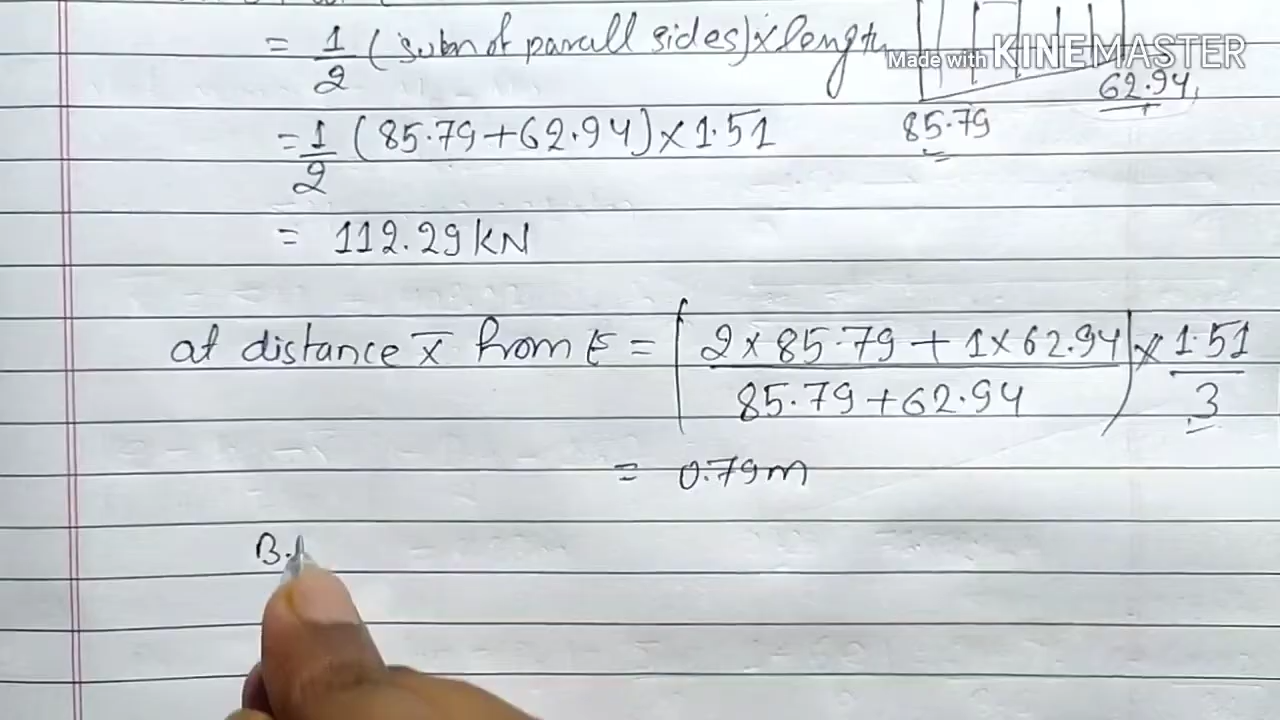 = 1/2 (sum of parall sides) x length
Made with KINEMASTER
62.94
= 1/2 (85.79+62.94) x 1.51
85.79
= 112.29 KN
at distance x̄ from E = (2 x 85.79 + 1 x 62.94 / 85.79 + 62.94) x 1.51/3
= 0.79m
B.